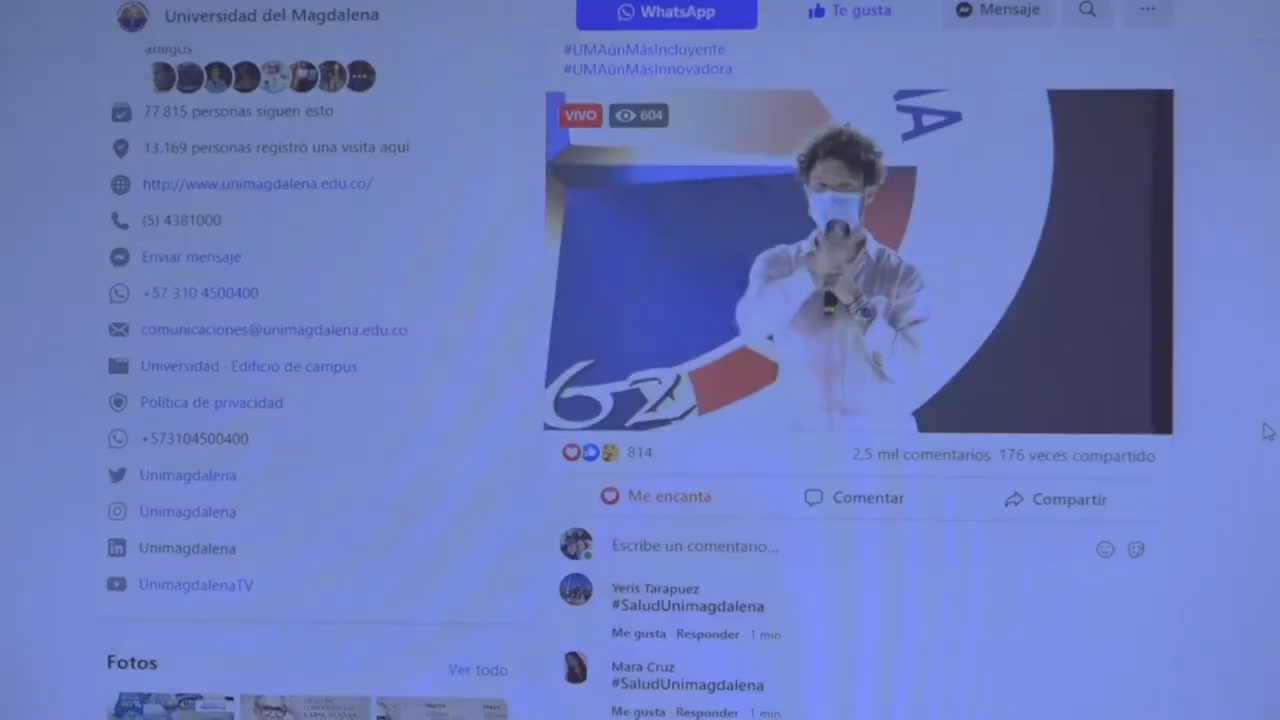 Universidad del Magdalena
WhatsApp
Te gusta
Mensaje
amigos
77.815 personas siguen esto
13.169 personas registró una visita aquí
http://www.unimagdalena.edu.co/
(5) 4381000
Enviar mensaje
+57 310 4500400
comunicaciones@unimagdalena.edu.co
Universidad · Edificio de campus
Política de privacidad
+573104500400
Unimagdalena
Unimagdalena
Unimagdalena
UnimagdalenaTV
Fotos
Ver todo
#UMAúnMásIncluyente
#UMAúnMásInnovadora
VIVO
604
MA
62
814
2,5 mil comentarios 176 veces compartido
Me encanta
Comentar
Compartir
Escribe un comentario...
Yeris Tarapuez
#SaludUnimagdalena
Me gusta · Responder · 1 min
Mara Cruz
#SaludUnimagdalena
Me gusta · Responder · 1 min